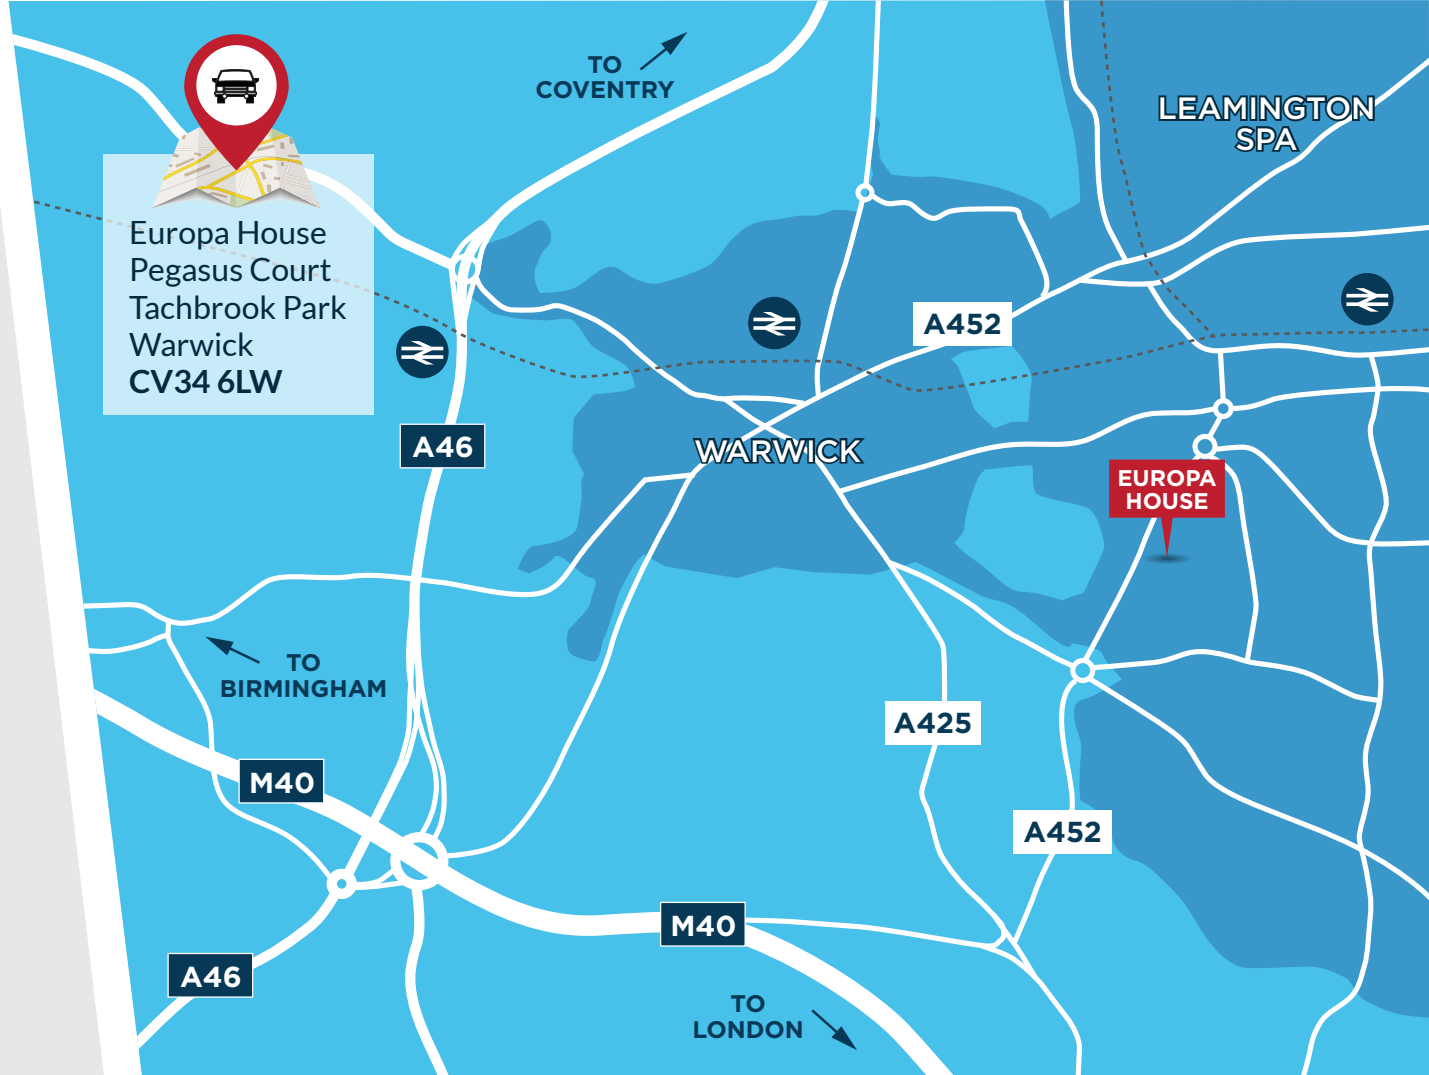 TO
COVENTRY
LEAMINGTON
SPA
Europa House
Pegasus Court
Tachbrook Park
Warwick
CV34 6LW
A452
A46
WARWICK
EUROPA
HOUSE
TO
BIRMINGHAM
A425
M40
A452
M40
A46
TO
LONDON